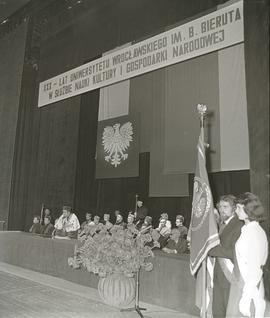 XXX - LAT UNIWERSYTETU WROCŁAWSKIEGO IM. B. BIERUTA
W SŁUŻBIE NAUKI KULTURY I GOSPODARKI NARODOWEJ